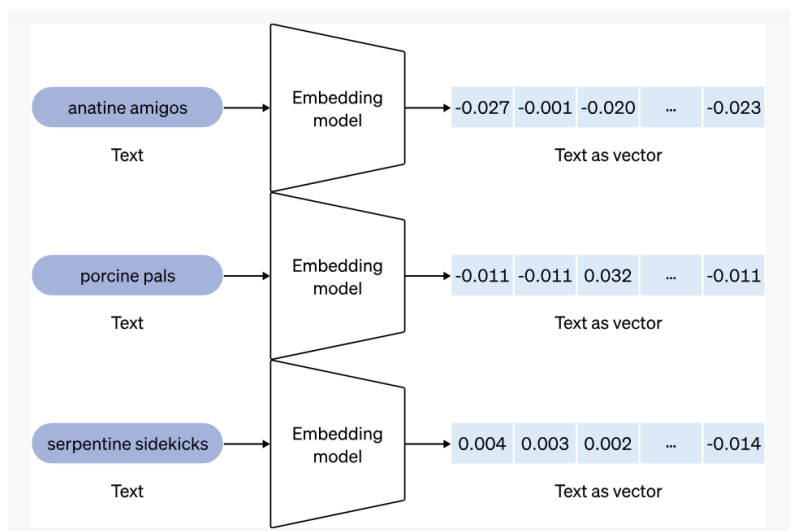 anatine amigos
Embedding
model
-0.027 -0.001 -0.020 ... -0.023
Text
Text as vector
porcine pals
Embedding
model
-0.011 -0.011 0.032 ... -0.011
Text
Text as vector
serpentine sidekicks
Embedding
model
0.004 0.003 0.002 ... -0.014
Text
Text as vector